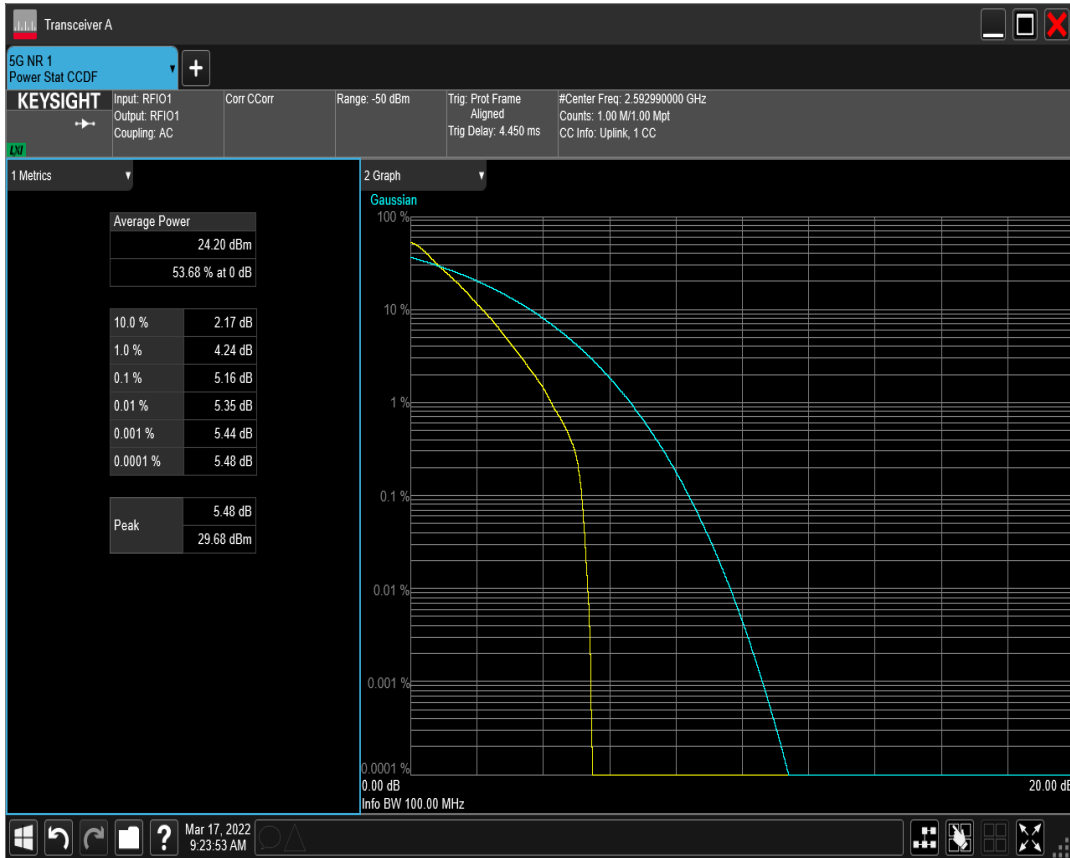 Transceiver A
5G NR 1
Power Stat CCDF
KEYSIGHT
LXI
Input: RFIO1
Output: RFIO1
Coupling: AC
Corr CCorr
Range: -50 dBm
Trig: Prot Frame
Aligned
Trig Delay: 4.450 ms
#Center Freq: 2.592990000 GHz
Counts: 1.00 M/1.00 Mpt
CC Info: Uplink, 1 CC
1 Metrics
Average Power
24.20 dBm
53.68 % at 0 dB
10.0 % 2.17 dB
1.0 % 4.24 dB
0.1 % 5.16 dB
0.01 % 5.35 dB
0.001 % 5.44 dB
0.0001 % 5.48 dB
Peak
5.48 dB
29.68 dBm
2 Graph
Gaussian
100 %
10 %
1 %
0.1 %
0.01 %
0.001 %
0.0001 %
0.00 dB
20.00 dB
Info BW 100.00 MHz
?
Mar 17, 2022
9:23:53 AM